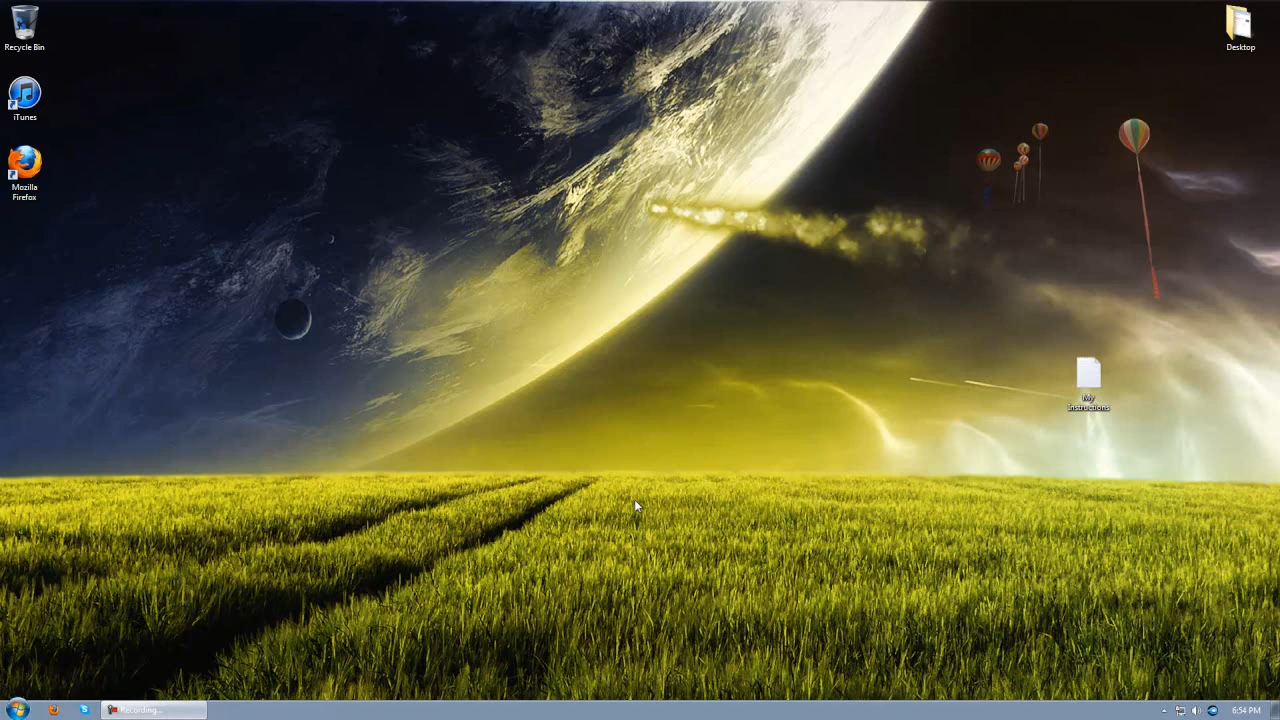 Recycle Bin
iTunes
Mozilla
Firefox
Desktop
My
Instructions
Recording...
6:54 PM